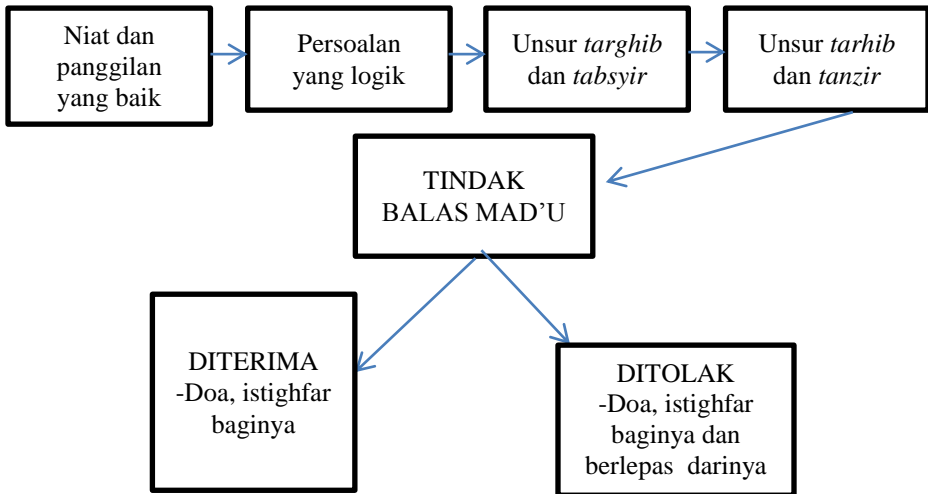 Niat dan
panggilan
yang baik
Persoalan
yang logik
Unsur targhib
dan tabsyir
Unsur tarhib
dan tanzir
TINDAK
BALAS MAD’U
DITERIMA
-Doa, istighfar
baginya
DITOLAK
-Doa, istighfar
baginya dan
berlepas darinya